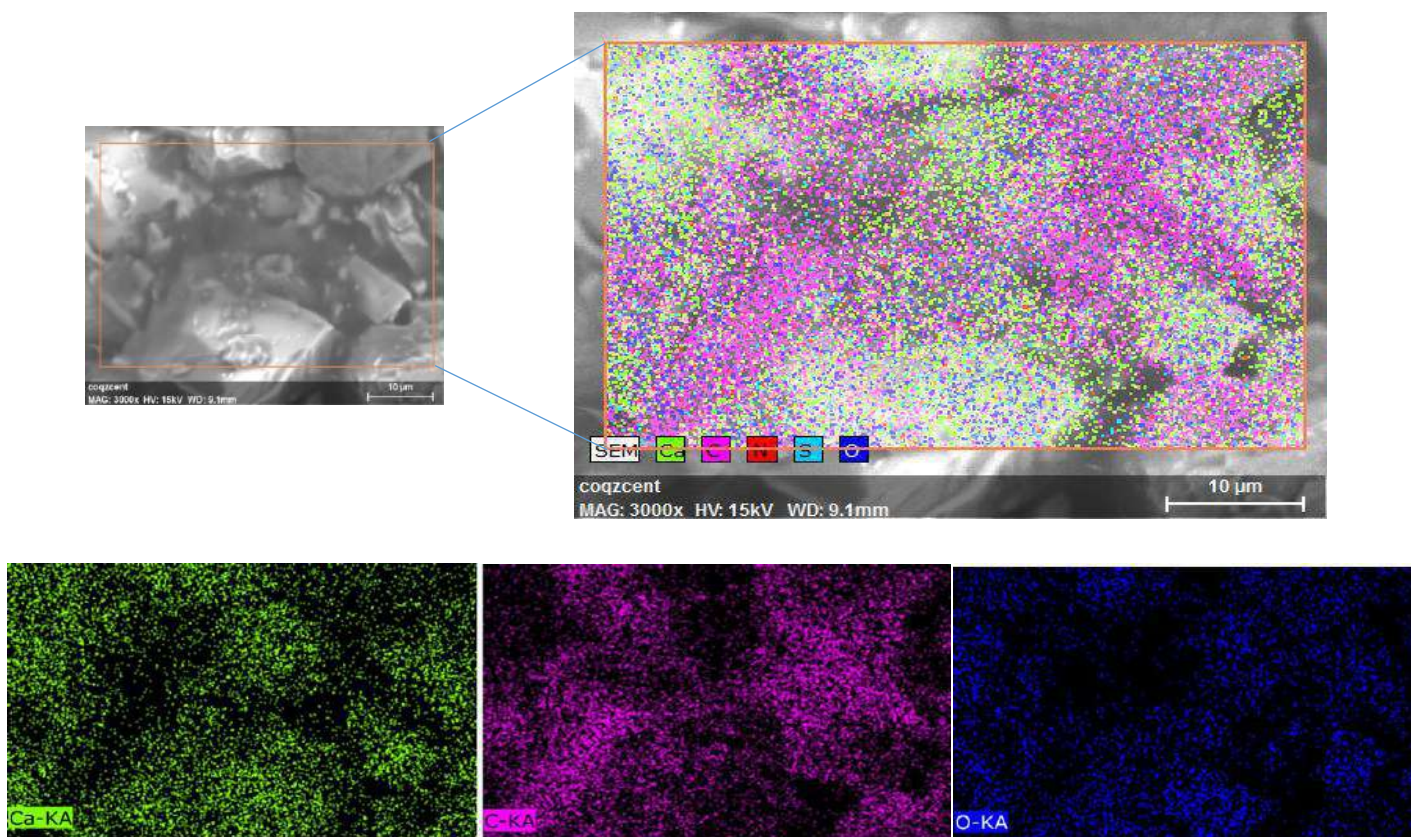 coqzcent
MAG: 3000x HV: 15kV WD: 9.1mm
10 µm
SEM Ca C N S O
coqzcent
MAG: 3000x HV: 15kV WD: 9.1mm
10 µm
Ca-KA
C-KA
O-KA